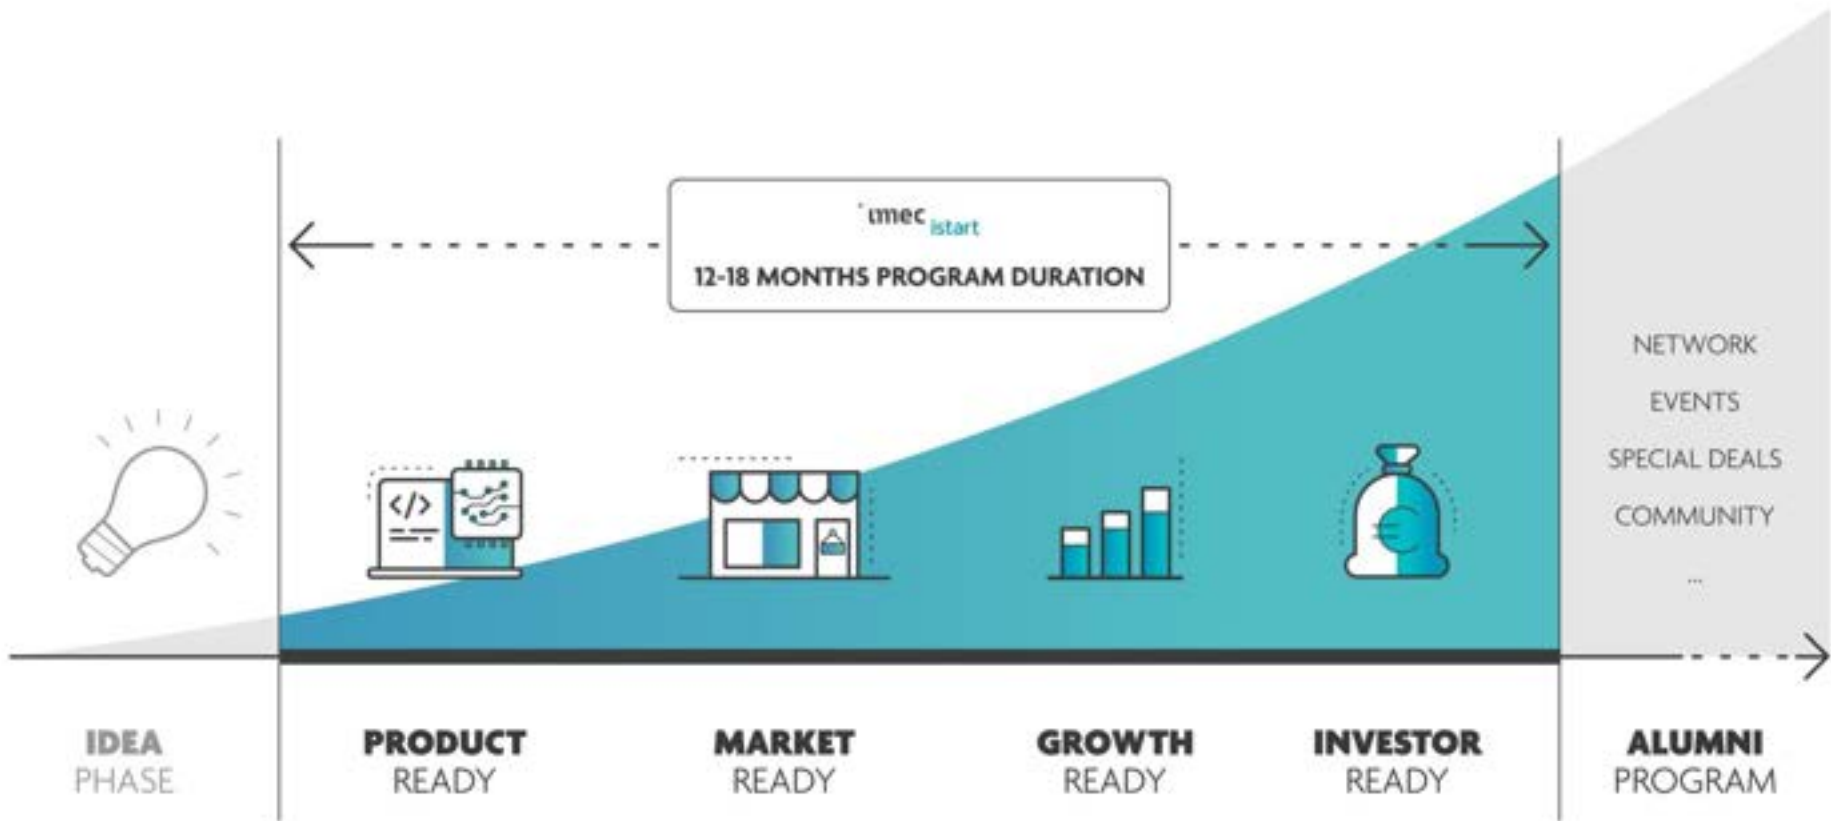 imec
istart
12-18 MONTHS PROGRAM DURATION
NETWORK
EVENTS
SPECIAL DEALS
COMMUNITY
...
</>
IDEA
PHASE
PRODUCT
READY
MARKET
READY
GROWTH
READY
INVESTOR
READY
ALUMNI
PROGRAM